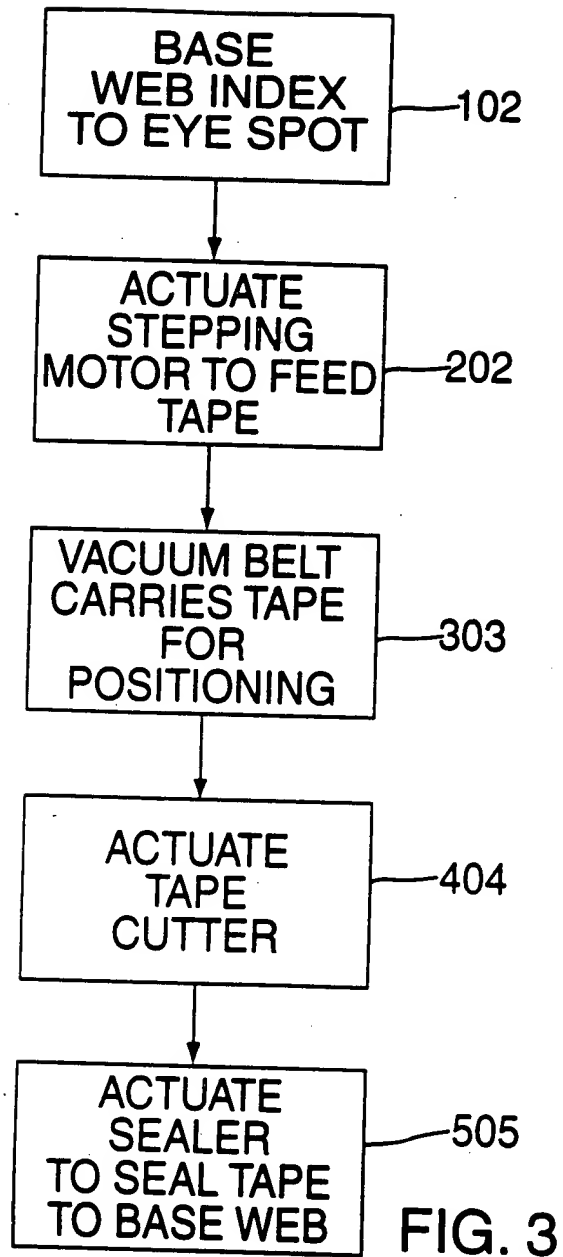 BASE
WEB INDEX
TO EYE SPOT
102
ACTUATE
STEPPING
MOTOR TO FEED
TAPE
202
VACUUM BELT
CARRIES TAPE
FOR
POSITIONING
303
ACTUATE
TAPE
CUTTER
404
ACTUATE
SEALER
TO SEAL TAPE
TO BASE WEB
505
FIG. 3